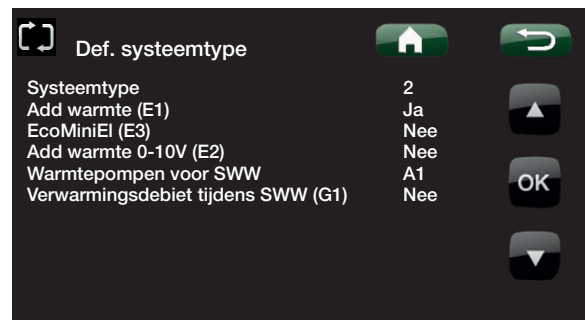 Def. systeemtype
Systeemtype 2
Add warmte (E1) Ja
EcoMiniEl (E3) Nee
Add warmte 0-10V (E2) Nee
Warmtepompen voor SWW A1
Verwarmingsdebiet tijdens SWW (G1) Nee
OK